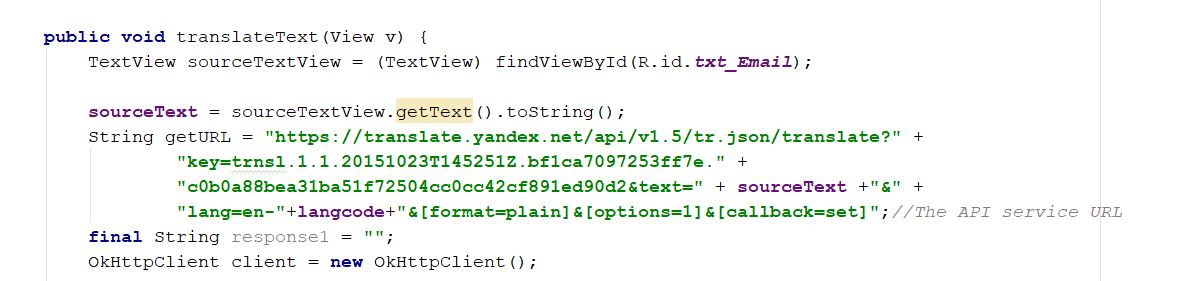 public void translateText(View v) {
TextView sourceTextView = (TextView) findViewById(R.id.txt_Email);
sourceText = sourceTextView.getText().toString();
String getURL = "https://translate.yandex.net/api/v1.5/tr.json/translate?" +
"key=trnsl.1.1.20151023T145251Z.bf1ca7097253ff7e." +
"c0b0a88bea31ba51f72504cc0cc42cf891ed90d2&text=" + sourceText +"&" +
"lang=en-"+langcode+"&[format=plain]&[options=1]&[callback=set]";//The API service URL
final String response1 = "";
OkHttpClient client = new OkHttpClient();